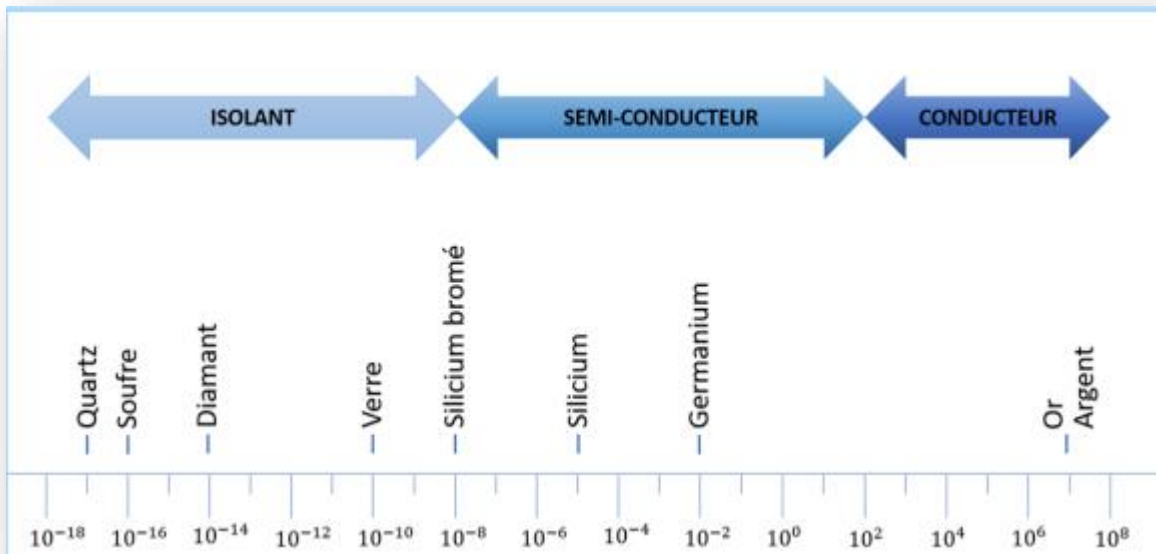 ISOLANT SEMI-CONDUCTEUR CONDUCTEUR
Quartz
Soufre
Diamant
Verre
Silicium bromé
Silicium
Germanium
Or
Argent
10⁻¹⁸ 10⁻¹⁶ 10⁻¹⁴ 10⁻¹² 10⁻¹⁰ 10⁻⁸ 10⁻⁶ 10⁻⁴ 10⁻² 10⁰ 10² 10⁴ 10⁶ 10⁸